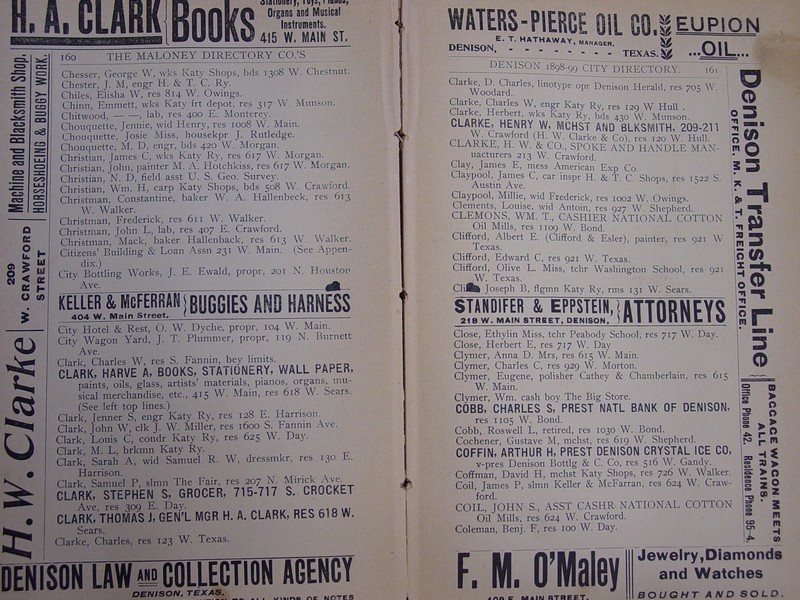 H. A. CLARK
Books
Stationery, Toys, Pianos,
Organs and Musical
Instruments.
415 W. MAIN ST.
Machine and Blacksmith Shop.
HORSESHOEING & BUGGY WORK.
209
W. CRAWFORD
STREET
H. W. Clarke
160 THE MALONEY DIRECTORY CO.'S
Chesser, George W, wks Katy Shops, bds 1308 W. Chestnut.
Chester, J. M, engr H. & T. C. Ry.
Chiles, Elisha W, res 814 W. Owings.
Chinn, Emmett, wks Katy frt depot, res 317 W. Munson.
Chitwood, — —, lab, res 400 E. Monterey.
Chouquette, Jennie, wid Henry, res 1008 W. Main.
Chouquette, Josie Miss, housekpr J. Rutledge.
Chouquette, M. D, engr, bds 420 W. Morgan.
Christian, James C, wks Katy Ry, res 617 W. Morgan.
Christian, John, painter M. A. Hotchkiss, res 617 W. Morgan.
Christian, N. D, field asst U. S. Geo. Survey.
Christian, Wm. H, carp Katy Shops, bds 508 W. Crawford.
Christman, Constantine, baker W. A. Hallenbeck, res 613
W. Walker.
Christman, Frederick, res 611 W. Walker.
Christman, John L, lab, res 407 E. Crawford.
Christman, Mack, baker Hallenback, res 613 W. Walker.
Citizens' Building & Loan Assn 231 W. Main. (See Appen-
dix.)
City Bottling Works, J. E. Ewald, propr, 201 N. Houston
Ave.
KELLER & McFERRAN
404 W. Main Street.
BUGGIES AND HARNESS
City Hotel & Rest, O. W. Dyche, propr, 104 W. Main.
City Wagon Yard, J. T. Plummer, propr, 119 N. Burnett
Ave.
Clark, Charles W, res S. Fannin, bey limits.
CLARK, HARVE A, BOOKS, STATIONERY, WALL PAPER,
paints, oils, glass, artists' materials, pianos, organs, mu-
sical merchandise, etc., 415 W. Main, res 618 W. Sears.
(See left top lines.)
Clark, Jenner S, engr Katy Ry, res 128 E. Harrison.
Clark, John W, clk J. W. Miller, res 1600 S. Fannin Ave.
Clark, Louis C, condr Katy Ry, res 625 W. Day.
Clark, M. L, brkmn Katy Ry.
Clark, Sarah A, wid Samuel R. W, dressmkr, res 130 E.
Harrison.
Clark, Samuel P, slmn The Fair, res 207 N. Mirick Ave.
CLARK, STEPHEN S, GROCER, 715-717 S. CROCKET
Ave, res 309 E. Day.
CLARK, THOMAS J, GEN'L MGR H. A. CLARK, RES 618 W.
Sears.
Clarke, Charles, res 123 W. Texas.
DENISON LAW AND COLLECTION AGENCY
DENISON, TEXAS.
WATERS-PIERCE OIL CO.
E. T. HATHAWAY, MANAGER,
DENISON, - - - - - - - TEXAS.
EUPION
...OIL...
DENISON 1898-99 CITY DIRECTORY. 161
Clarke, D. Charles, linotype opr Denison Herald, res 705 W.
Woodard.
Clarke, Charles W, engr Katy Ry, res 129 W Hull .
Clarke, Herbert, wks Katy Ry, bds 430 W. Munson.
CLARKE, HENRY W, MCHST AND BLKSMITH, 209-211
W. Crawford (H. W. Clarke & Co), res 120 W. Hull.
CLARKE, H. W. & CO., SPOKE AND HANDLE MAN-
uacturers 213 W. Crawford.
Clay, James E, mess American Exp Co.
Claypool, James C, car inspr H. & T. C. Shops, res 1522 S.
Austin Ave.
Claypool, Millie, wid Frederic, res 1002 W. Owings.
Clements, Louise, wid Antoin, res 927 W. Shepherd.
CLEMONS, WM. T., CASHIER NATIONAL COTTON
Oil Mills, res 1109 W. Bond.
Clifford, Albert E. (Clifford & Esler), painter, res 921 W
Texas.
Clifford, Edward C, res 921 W. Texas.
Clifford, Olive L. Miss, tchr Washington School, res 921
W. Texas.
Joseph B, flgmn Katy Ry, rms 131 W. Sears.
STANDIFER & EPPSTEIN,
218 W. MAIN STREET, DENISON,
ATTORNEYS
Close, Ethylin Miss, tchr Peabody School, res 717 W. Day.
Close, Herbert E, res 717 W. Day
Clymer, Anna D. Mrs, res 615 W. Main.
Clymer, Charles C, res 929 W. Morton.
Clymer, Eugene, polisher Cathey & Chamberlain, res 615
W. Main.
Clymer, Wm. cash boy The Big Store.
COBB, CHARLES S, PREST NATL BANK OF DENISON,
res 1105 W. Bond.
Cobb, Roswell L, retired, res 1030 W. Bond.
Cochener, Gustave M, mchst, res 619 W. Shepherd.
COFFIN, ARTHUR H, PREST DENISON CRYSTAL ICE CO,
v-pres Denison Bottlg & C. Co, res 516 W. Gandy.
Coffman, David H, mchst Katy Shops, res 726 W. Walker.
Coil, James P, slmn Keller & McFarran, res 624 W. Craw-
ford.
COIL, JOHN S., ASST CASHR NATIONAL COTTON
Oil Mills, res 624 W. Crawford.
Coleman, Benj. F, res 100 W. Day.
F. M. O'Maley
Jewelry, Diamonds
and Watches
BOUGHT AND SOLD.
Denison Transfer Line
OFFICE, M. K. & T. FREIGHT OFFICE.
BAGGAGE WAGON MEETS
ALL TRAINS.
Office Phone 42. Residence Phone 95-4.